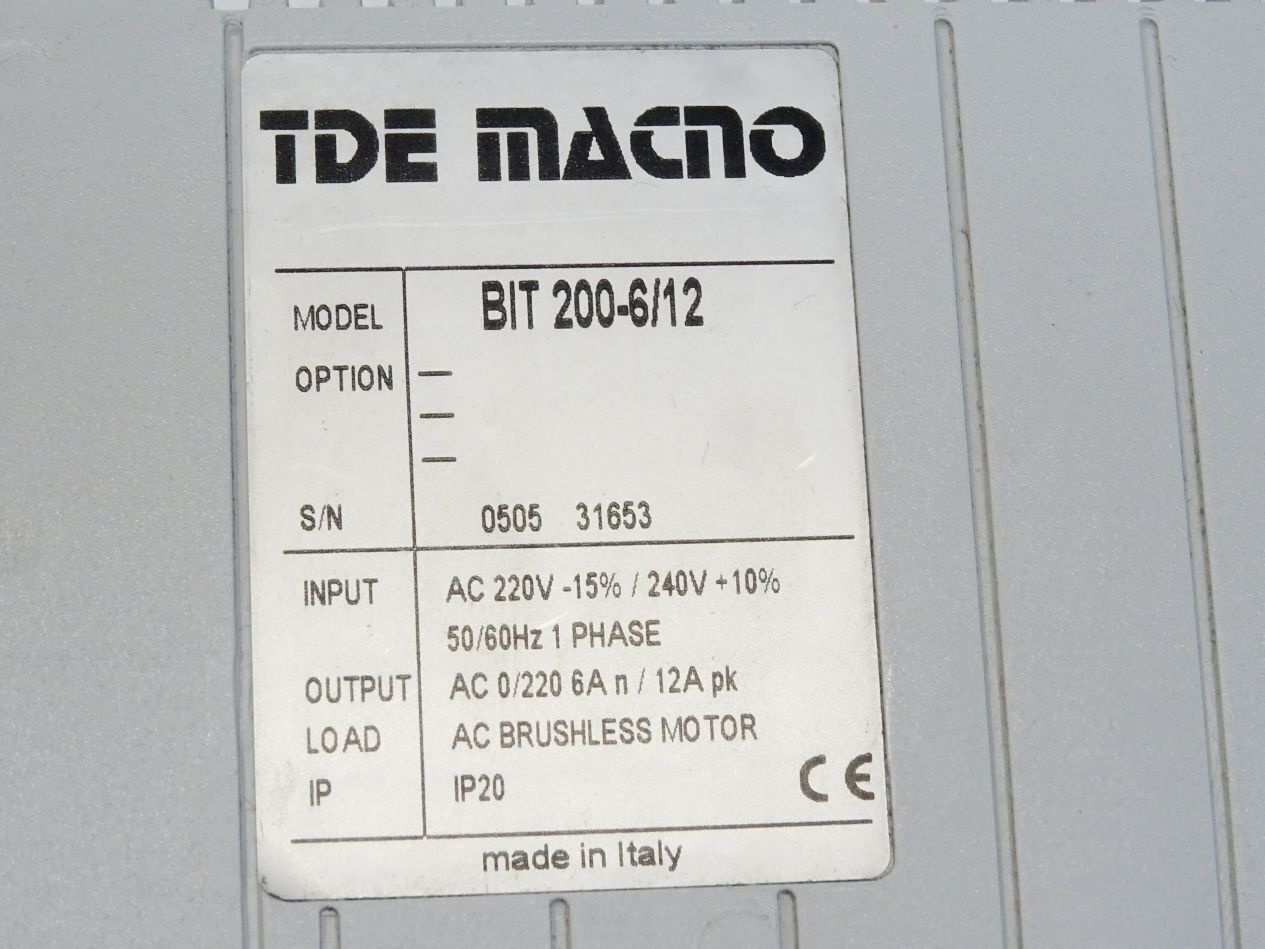 TDE MACNO
MODEL BIT 200-6/12
OPTION —
—
—
S/N 0505 31653
INPUT AC 220V -15% / 240V +10%
50/60Hz 1 PHASE
OUTPUT AC 0/220 6A n / 12A pk
LOAD AC BRUSHLESS MOTOR
IP IP20
CE
made in Italy